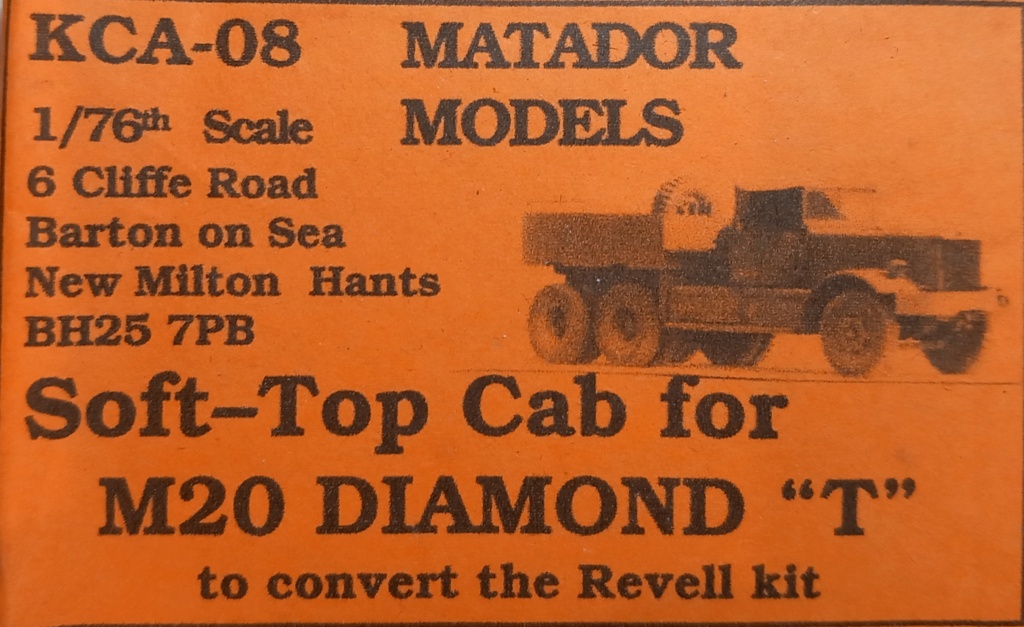 KCA-08
MATADOR
MODELS
1/76th Scale
6 Cliffe Road
Barton on Sea
New Milton Hants
BH25 7PB
Soft-Top Cab for
M20 DIAMOND “T”
to convert the Revell kit